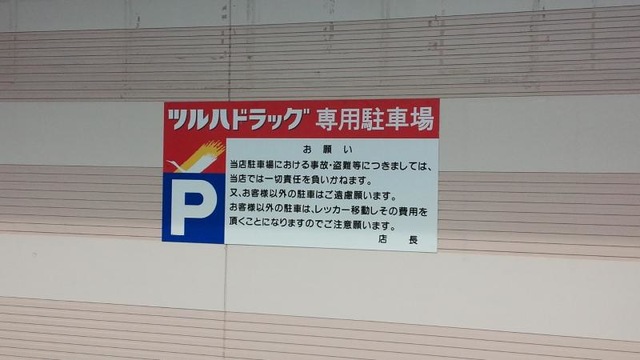 ツルハドラッグ 専用駐車場
お願い
当店駐車場における事故・盗難等につきましては、
当店では一切責任を負いかねます。
又、お客様以外の駐車はご遠慮願います。
お客様以外の駐車は、レッカー移動しその費用を
頂くことになりますのでご注意願います。
店長
P